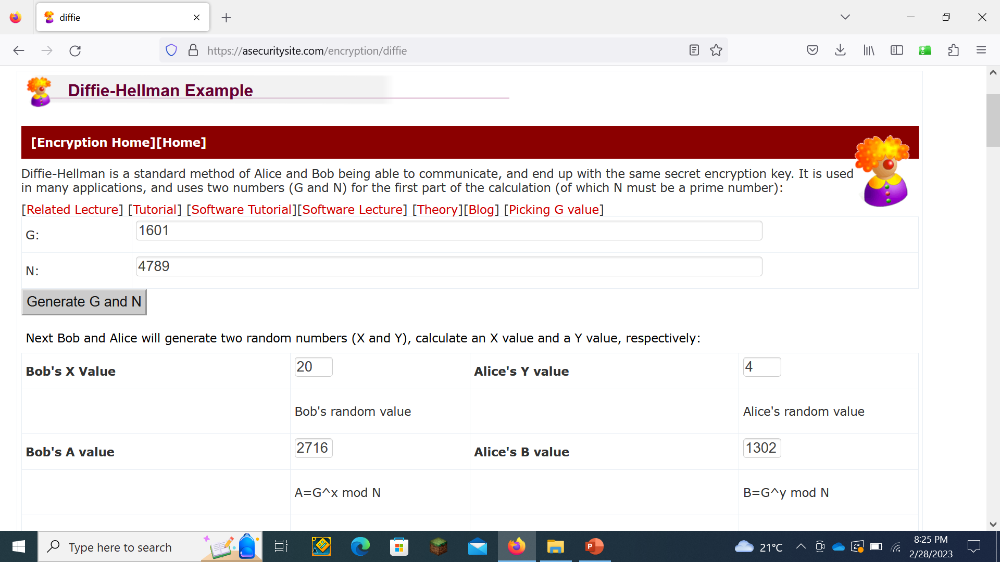 diffie
https://asecuritysite.com/encryption/diffie
Diffie-Hellman Example
[Encryption Home][Home]
Diffie-Hellman is a standard method of Alice and Bob being able to communicate, and end up with the same secret encryption key. It is used
in many applications, and uses two numbers (G and N) for the first part of the calculation (of which N must be a prime number):
[Related Lecture] [Tutorial] [Software Tutorial][Software Lecture] [Theory][Blog] [Picking G value]
G: 1601
N: 4789
Generate G and N
Next Bob and Alice will generate two random numbers (X and Y), calculate an X value and a Y value, respectively:
Bob's X Value 20 Alice's Y value 4
Bob's random value Alice's random value
Bob's A value 2716 Alice's B value 1302
A=G^x mod N B=G^y mod N
Type here to search
P
21°C
8:25 PM
2/28/2023